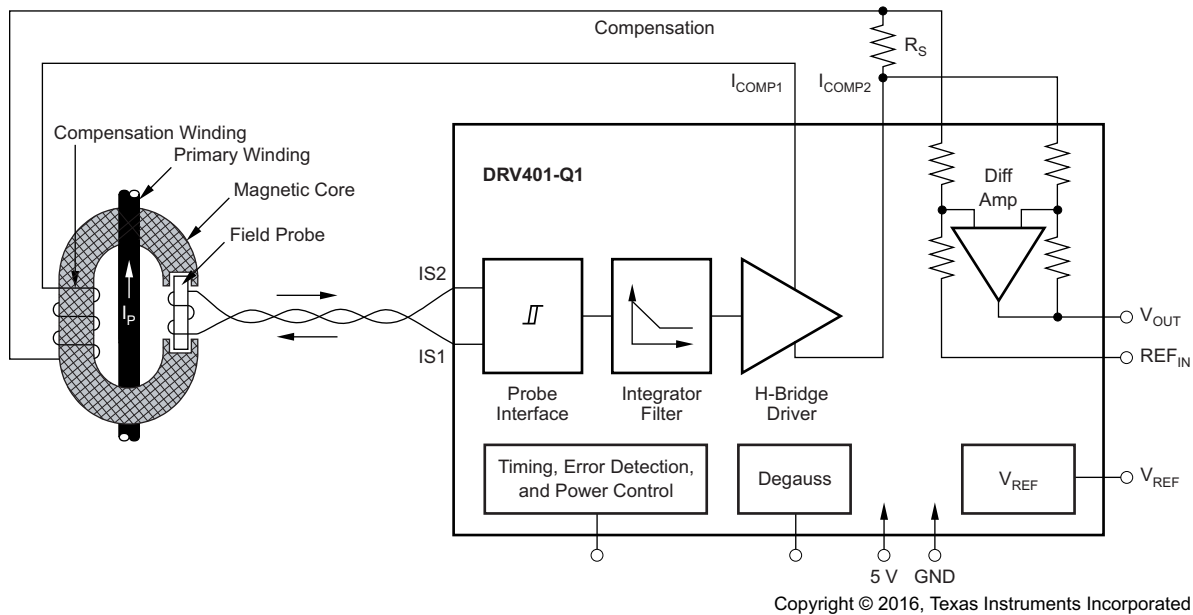 Compensation
R_S
I_COMP1
I_COMP2
Compensation Winding
Primary Winding
Magnetic Core
Field Probe
I_P
DRV401-Q1
Diff
Amp
IS2
IS1
Probe
Interface
Integrator
Filter
H-Bridge
Driver
V_OUT
REF_IN
Timing, Error Detection,
and Power Control
Degauss
V_REF
V_REF
5 V
GND
Copyright © 2016, Texas Instruments Incorporated